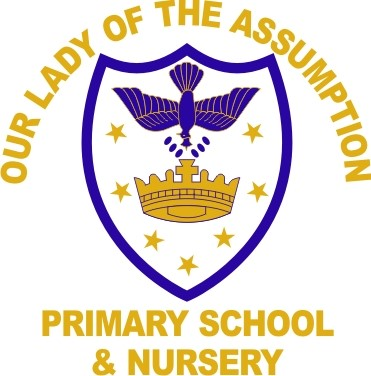 OUR LADY OF THE ASSUMPTION
PRIMARY SCHOOL
& NURSERY